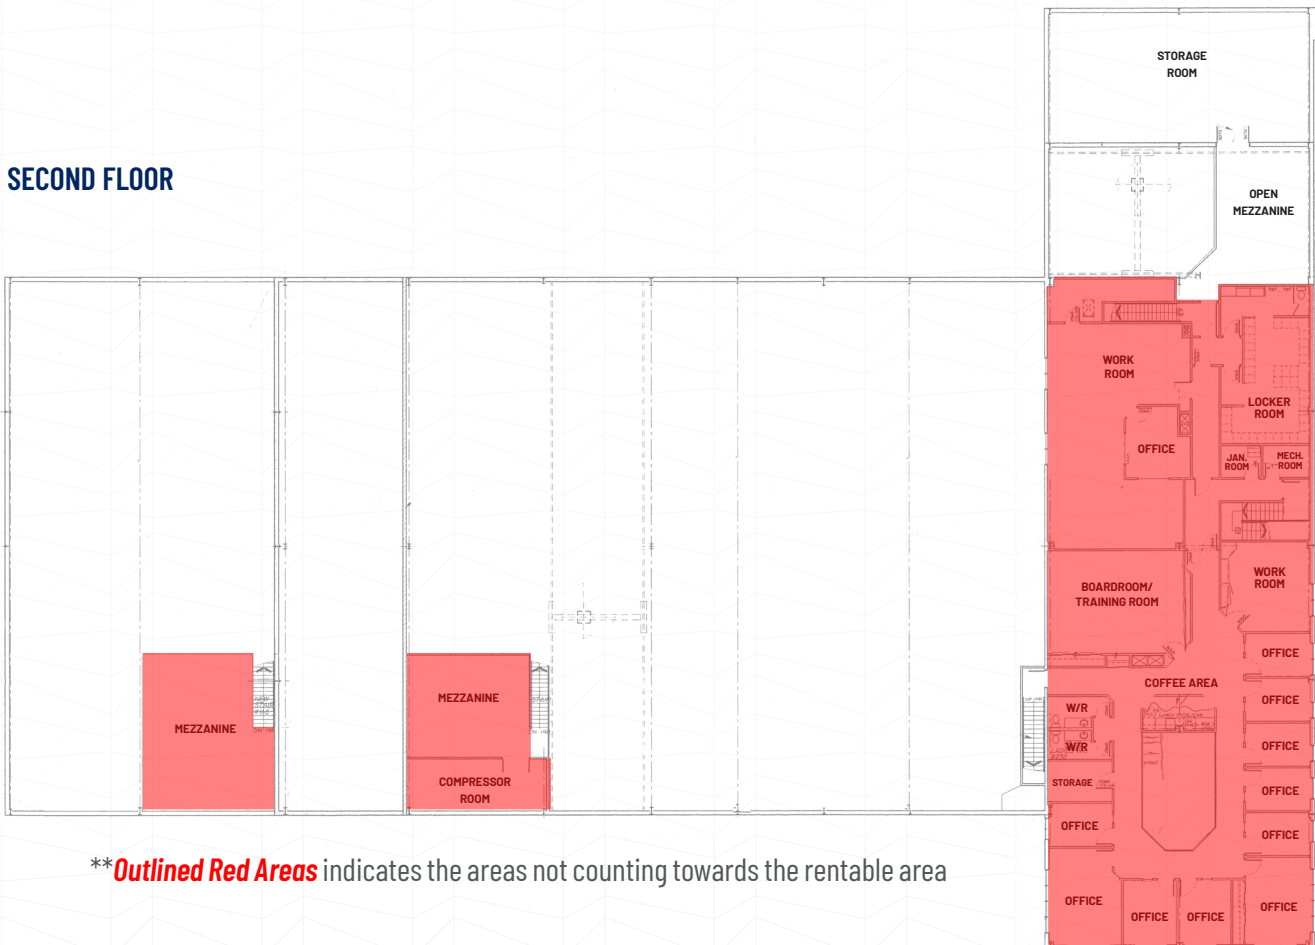 STORAGE
ROOM
SECOND FLOOR
OPEN
MEZZANINE
WORK
ROOM
LOCKER
ROOM
OFFICE
JAN.
ROOM
MECH.
ROOM
BOARDROOM/
TRAINING ROOM
WORK
ROOM
OFFICE
COFFEE AREA
MEZZANINE
OFFICE
W/R
MEZZANINE
W/R
OFFICE
COMPRESSOR
ROOM
STORAGE
OFFICE
OFFICE
OFFICE
**Outlined Red Areas indicates the areas not counting towards the rentable area
OFFICE
OFFICE
OFFICE
OFFICE